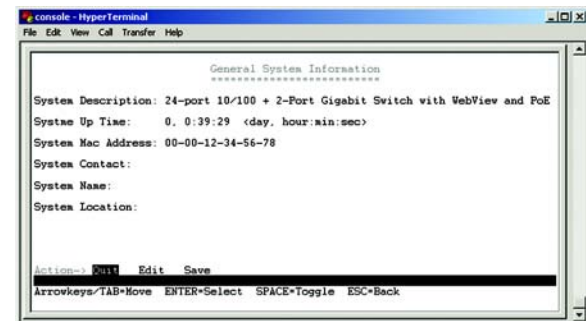 console - HyperTerminal
File Edit View Call Transfer Help
General System Information
===========================
System Description: 24-port 10/100 + 2-Port Gigabit Switch with WebView and PoE
Systme Up Time: 0, 0:39:29 <day, hour:min:sec>
System Mac Address: 00-00-12-34-56-78
System Contact:
System Name:
System Location:
Action-> Quit Edit Save
Arrowkeys/TAB=Move ENTER=Select SPACE=Toggle ESC=Back